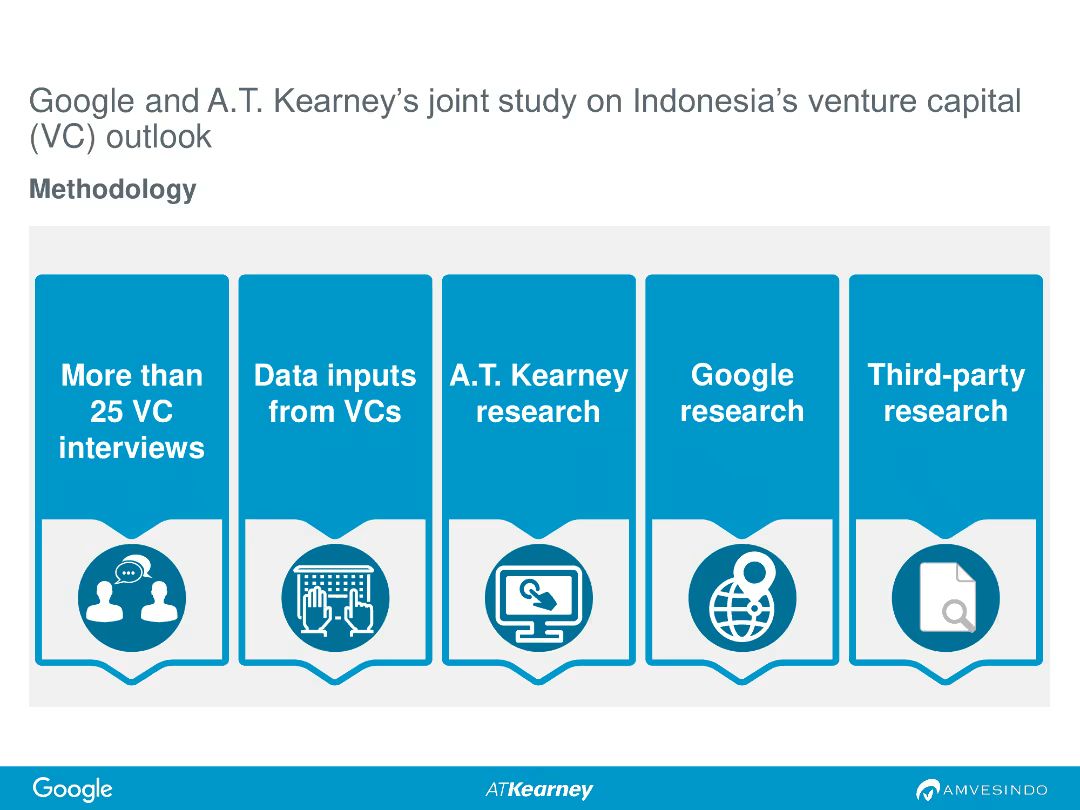 Google and A.T. Kearney’s joint study on Indonesia’s venture capital
(VC) outlook
Methodology
More than
25 VC
interviews
Data inputs
from VCs
A.T. Kearney
research
Google
research
Third-party
research
Google
ATKearney
AMVESINDO